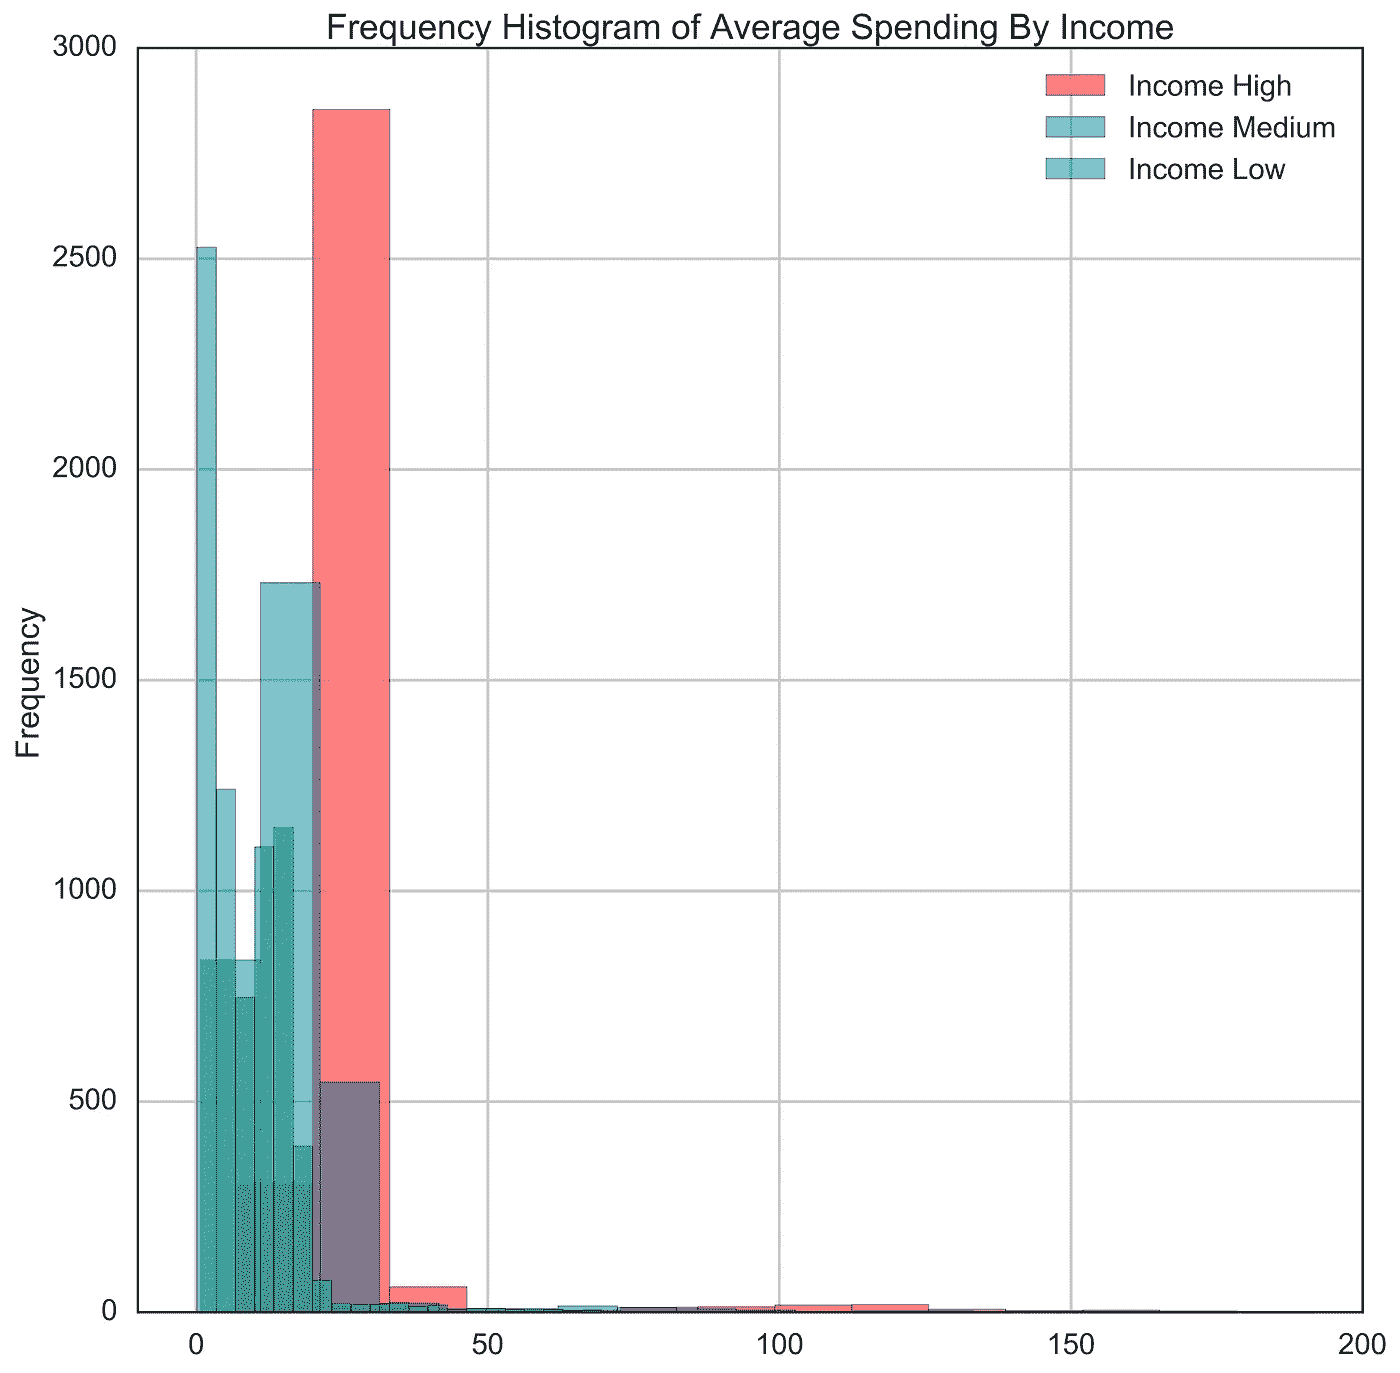 Frequency Histogram of Average Spending By Income
3000
2500
2000
1500
1000
500
0
Frequency
Income High
Income Medium
Income Low
0 50 100 150 200